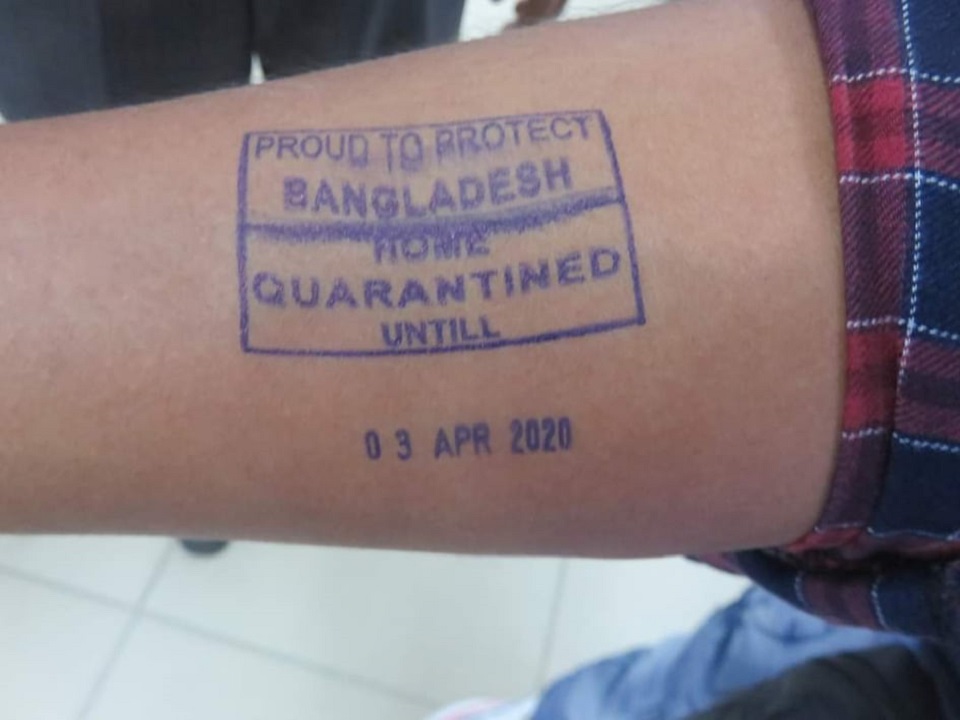 PROUD TO PROTECT
BANGLADESH
HOME
QUARANTINED
UNTILL
03 APR 2020